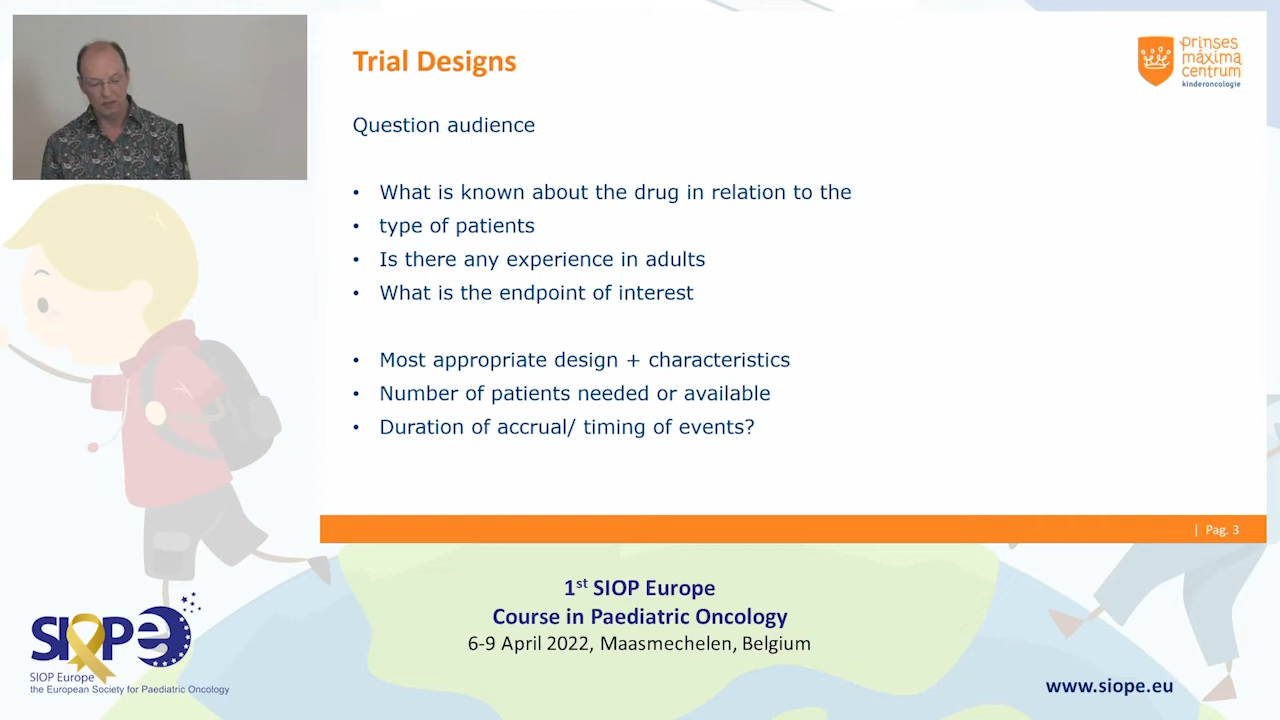 Trial Designs
prinses
máxima
centrum
kinderoncologie
Question audience
• What is known about the drug in relation to the
• type of patients
• Is there any experience in adults
• What is the endpoint of interest
• Most appropriate design + characteristics
• Number of patients needed or available
• Duration of accrual/ timing of events?
| Pag. 3
1st SIOP Europe
Course in Paediatric Oncology
6-9 April 2022, Maasmechelen, Belgium
SIOPe
SIOP Europe
the European Society for Paediatric Oncology
www.siope.eu